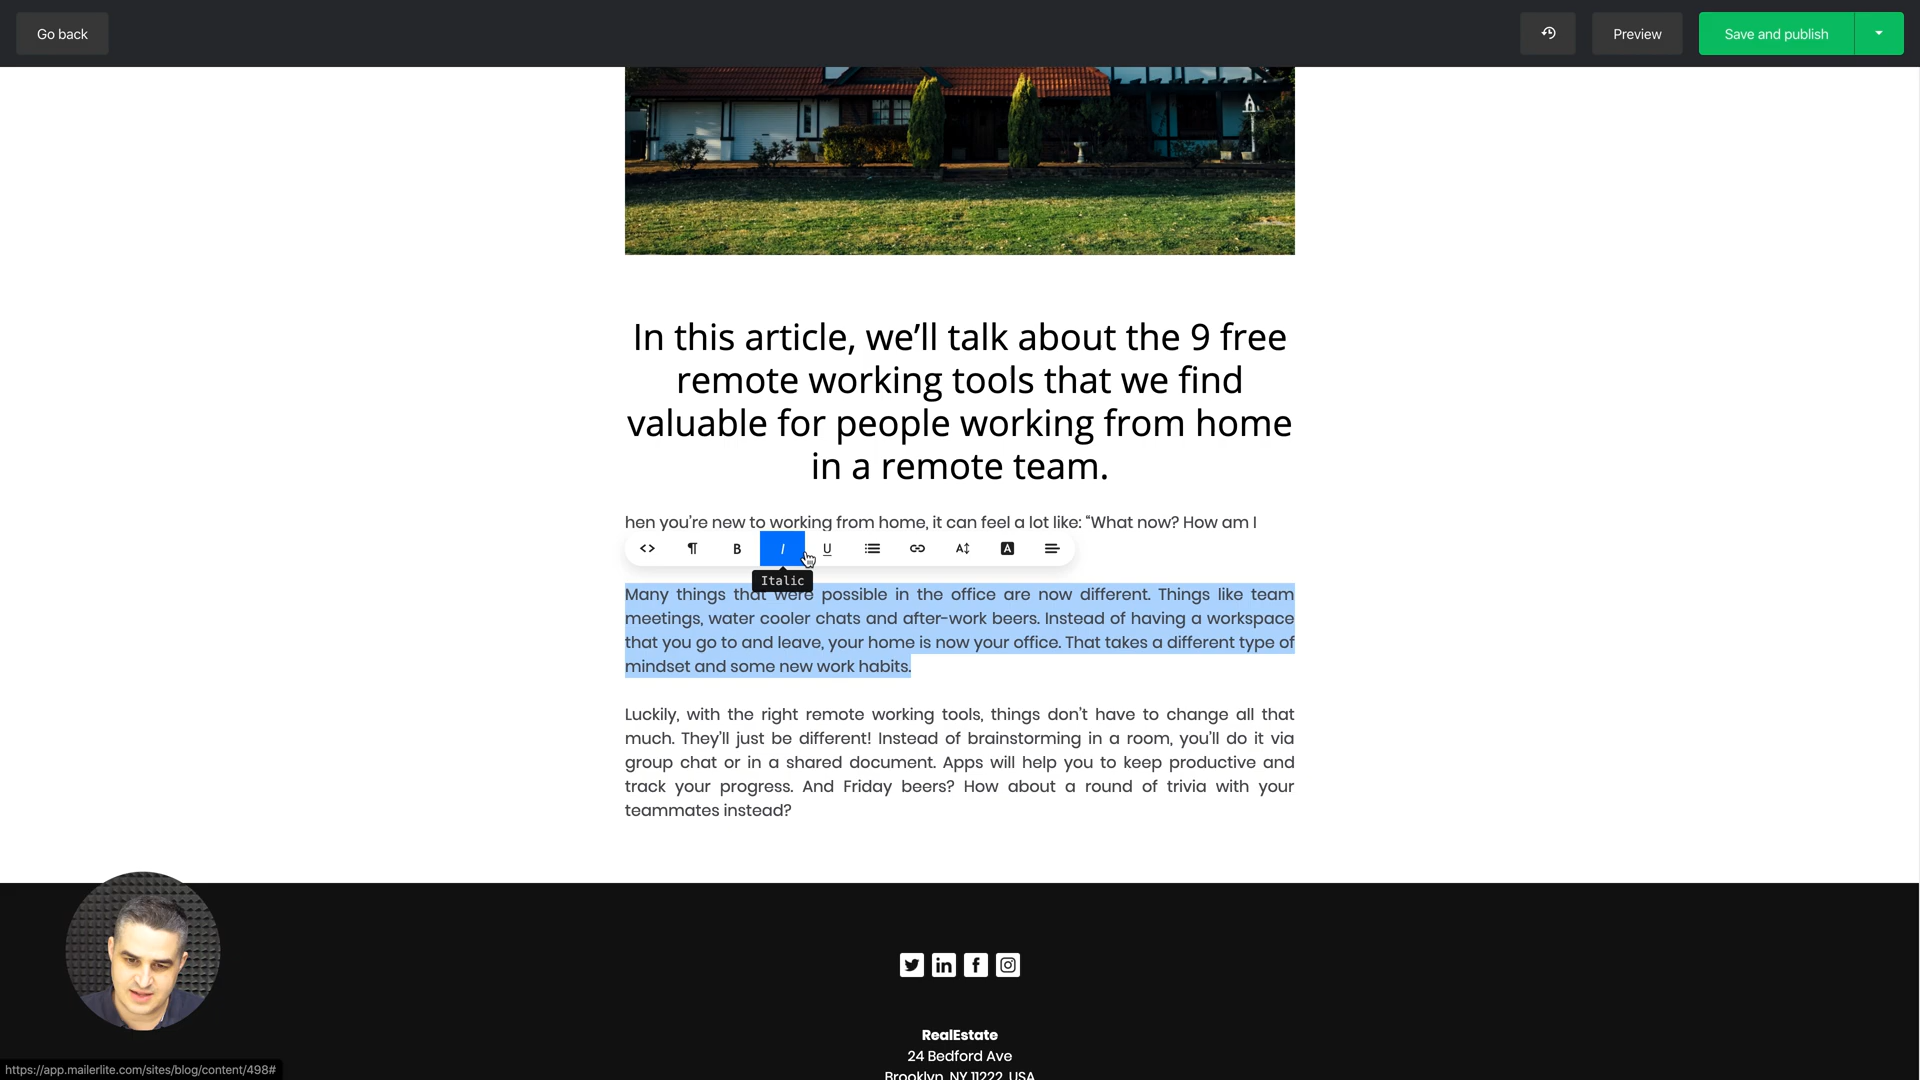 Go back
Preview
Save and publish
In this article, we’ll talk about the 9 free
remote working tools that we find
valuable for people working from home
in a remote team.
hen you're new to working from home, it can feel a lot like: “What now? How am I
<> ¶ B I U A
Italic
Many things that were possible in the office are now different. Things like team
meetings, water cooler chats and after-work beers. Instead of having a workspace
that you go to and leave, your home is now your office. That takes a different type of
mindset and some new work habits.
Luckily, with the right remote working tools, things don't have to change all that
much. They'll just be different! Instead of brainstorming in a room, you'll do it via
group chat or in a shared document. Apps will help you to keep productive and
track your progress. And Friday beers? How about a round of trivia with your
teammates instead?
RealEstate
24 Bedford Ave
Brooklyn, NY 11222, USA
https://app.mailerlite.com/sites/blog/content/498#